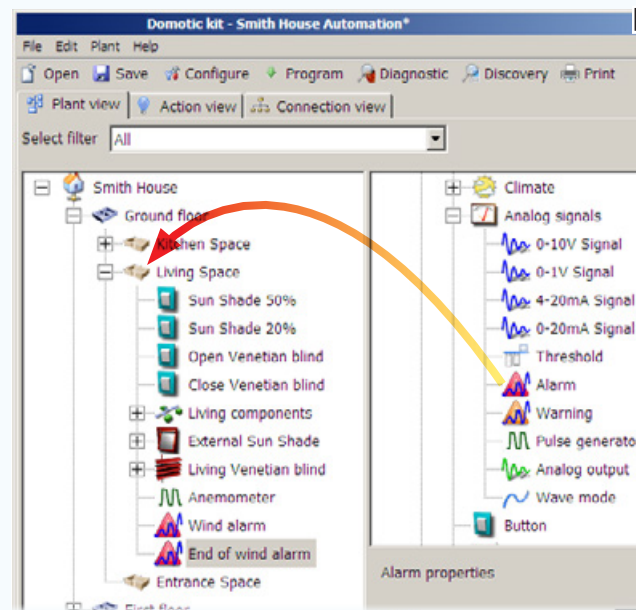 Domotic kit - Smith House Automation*
File Edit Plant Help
Open Save Configure Program Diagnostic Discovery Print
Plant view Action view Connection view
Select filter All
Smith House
Ground floor
Kitchen Space
Living Space
Sun Shade 50%
Sun Shade 20%
Open Venetian blind
Close Venetian blind
Living components
External Sun Shade
Living Venetian blind
Anemometer
Wind alarm
End of wind alarm
Entrance Space
First floor
Climate
Analog signals
0-10V Signal
0-1V Signal
4-20mA Signal
0-20mA Signal
Threshold
Alarm
Warning
Pulse generato
Analog output
Wave mode
Button
Alarm properties